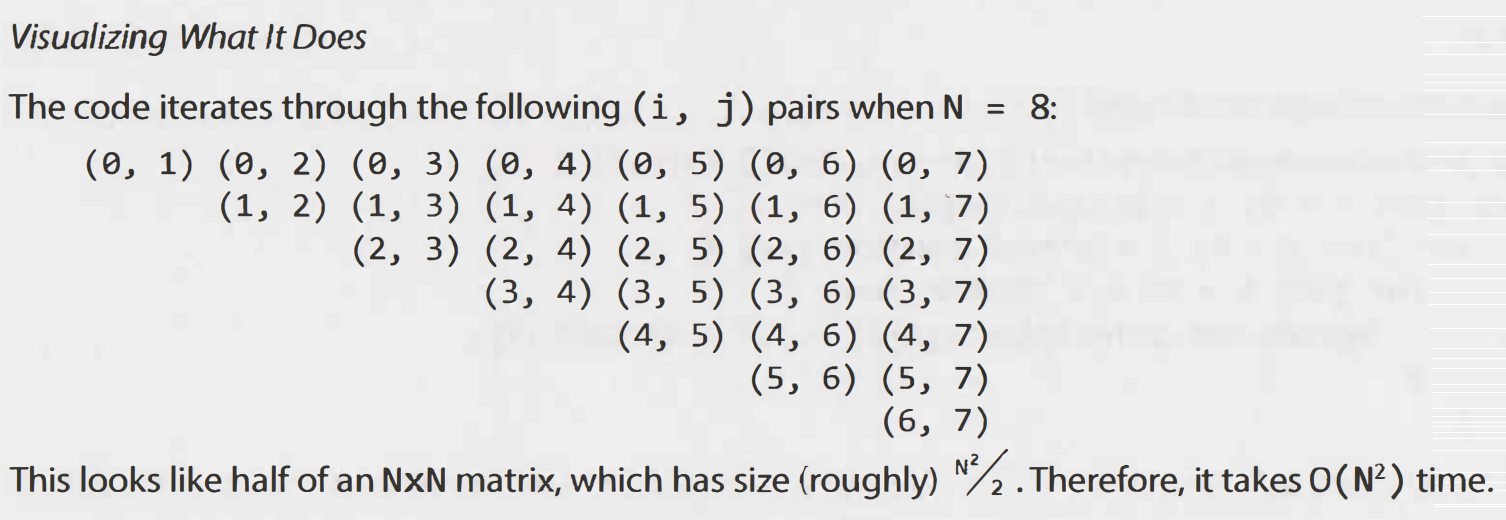 Visualizing What It Does
The code iterates through the following (i, j) pairs when N = 8:
(0, 1) (0, 2) (0, 3) (0, 4) (0, 5) (0, 6) (0, 7)
(1, 2) (1, 3) (1, 4) (1, 5) (1, 6) (1, 7)
(2, 3) (2, 4) (2, 5) (2, 6) (2, 7)
(3, 4) (3, 5) (3, 6) (3, 7)
(4, 5) (4, 6) (4, 7)
(5, 6) (5, 7)
(6, 7)
This looks like half of an NxN matrix, which has size (roughly) N²/2 . Therefore, it takes O(N²) time.